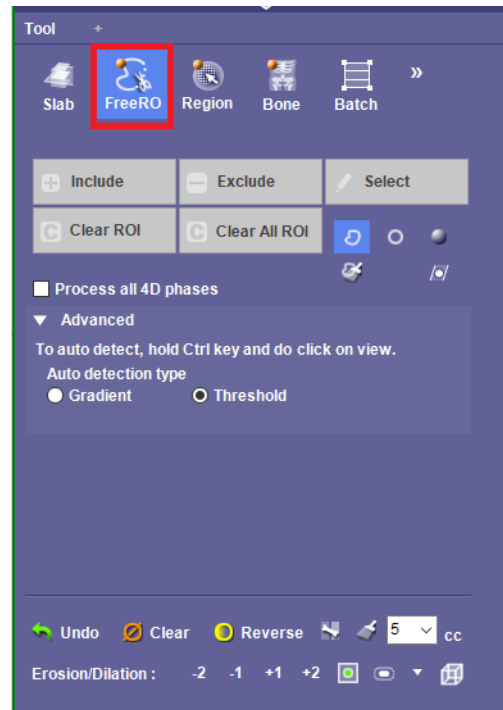 Tool +
Slab FreeRO Region Bone Batch »
Include Exclude Select
Clear ROI Clear All ROI
Process all 4D phases
Advanced
To auto detect, hold Ctrl key and do click on view.
Auto detection type
Gradient Threshold
Undo Clear Reverse 5 cc
Erosion/Dilation : -2 -1 +1 +2